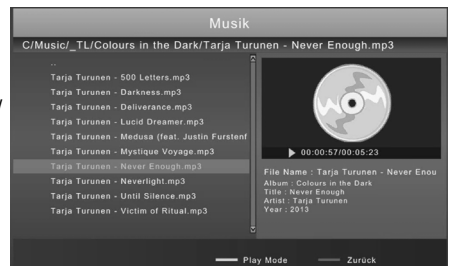 Musik
C/Music/_TL/Colours in the Dark/Tarja Turunen - Never Enough.mp3
..
Tarja Turunen - 500 Letters.mp3
Tarja Turunen - Darkness.mp3
Tarja Turunen - Deliverance.mp3
Tarja Turunen - Lucid Dreamer.mp3
Tarja Turunen - Medusa (feat. Justin Furstenf
Tarja Turunen - Mystique Voyage.mp3
Tarja Turunen - Never Enough.mp3
Tarja Turunen - Neverlight.mp3
Tarja Turunen - Until Silence.mp3
Tarja Turunen - Victim of Ritual.mp3
00:00:57/00:05:23
File Name : Tarja Turunen - Never Enou
Album : Colours in the Dark
Title : Never Enough
Artist : Tarja Turunen
Year : 2013
Play Mode
Zurück